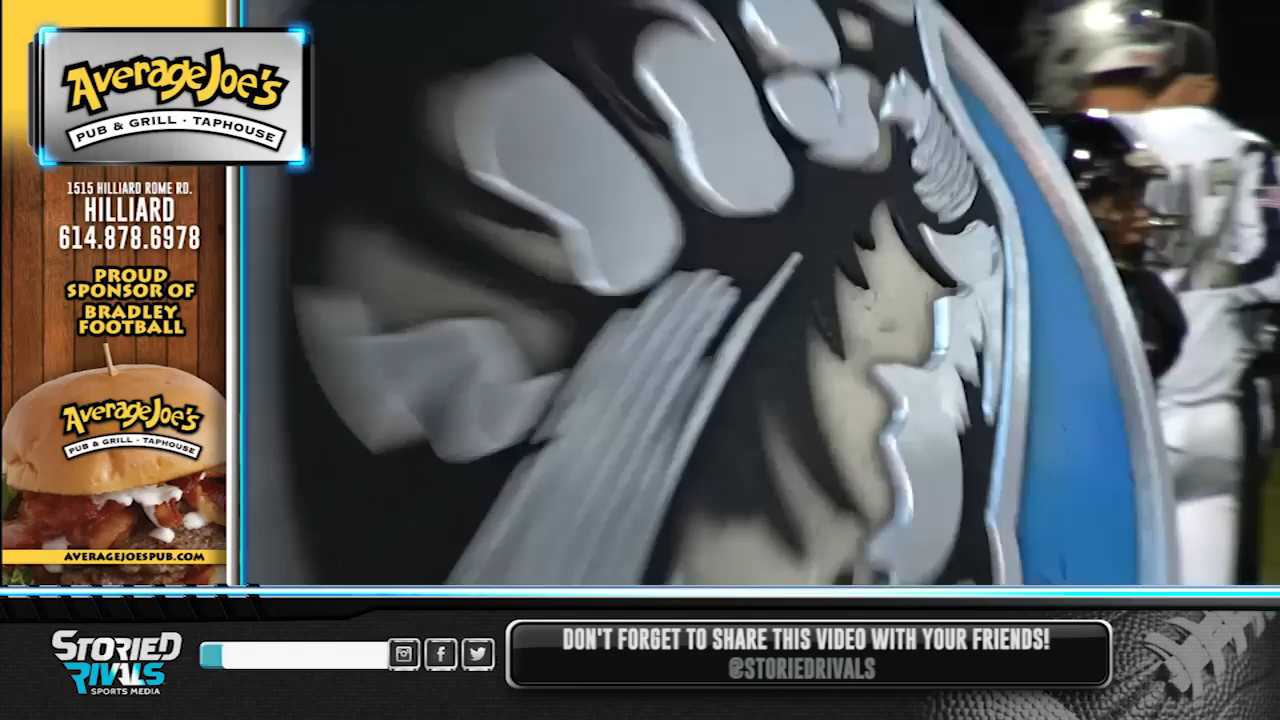 AverageJoe's
PUB & GRILL · TAPHOUSE
1515 HILLIARD ROME RD.
HILLIARD
614.878.6978
PROUD
SPONSOR OF
BRADLEY
FOOTBALL
AverageJoe's
PUB & GRILL · TAPHOUSE
AVERAGEJOESPUB.COM
STORIED
RIVALS
SPORTS MEDIA
DON'T FORGET TO SHARE THIS VIDEO WITH YOUR FRIENDS!
@STORIEDRIVALS